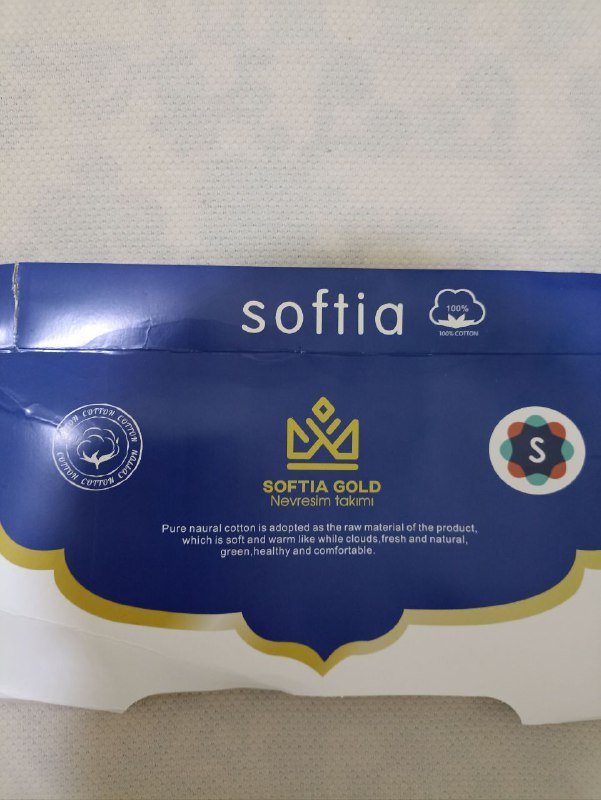 softia
100%
100% COTTON
COTTON COTTON COTTON COTTON COTTON COTTON
S
SOFTIA GOLD
Nevresim takımı
Pure naural cotton is adopted as the raw material of the product,
which is soft and warm like while clouds,fresh and natural,
green,healthy and comfortable.